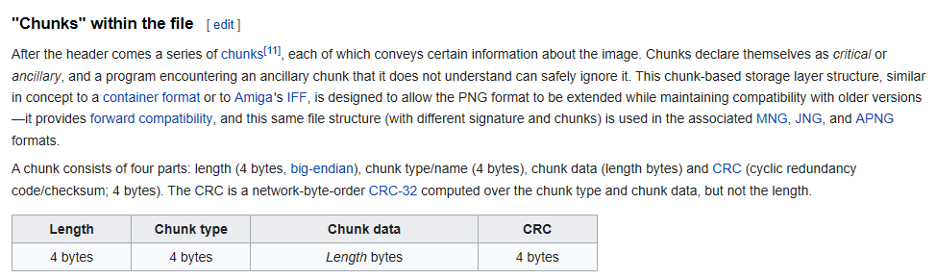 "Chunks" within the file [ edit ]
After the header comes a series of chunks[11], each of which conveys certain information about the image. Chunks declare themselves as critical or
ancillary, and a program encountering an ancillary chunk that it does not understand can safely ignore it. This chunk-based storage layer structure, similar
in concept to a container format or to Amiga's IFF, is designed to allow the PNG format to be extended while maintaining compatibility with older versions
—it provides forward compatibility, and this same file structure (with different signature and chunks) is used in the associated MNG, JNG, and APNG
formats.
A chunk consists of four parts: length (4 bytes, big-endian), chunk type/name (4 bytes), chunk data (length bytes) and CRC (cyclic redundancy
code/checksum; 4 bytes). The CRC is a network-byte-order CRC-32 computed over the chunk type and chunk data, but not the length.
Length Chunk type Chunk data CRC
4 bytes 4 bytes Length bytes 4 bytes